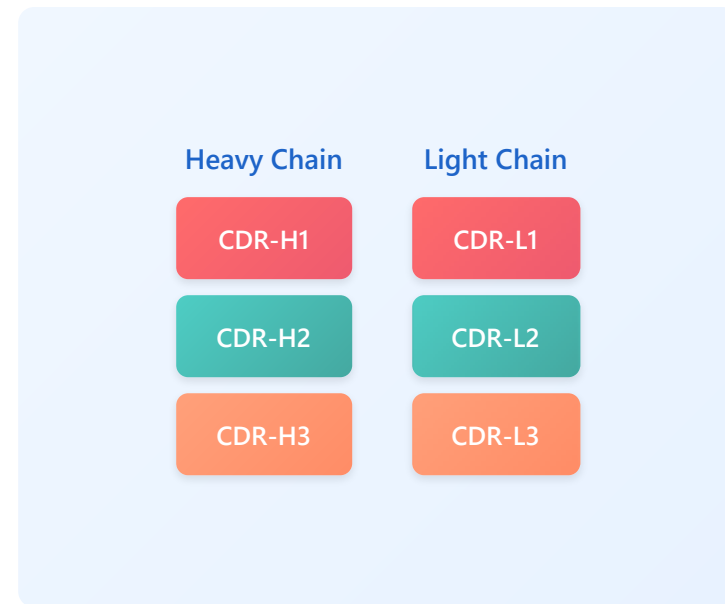 Heavy Chain
CDR-H1
CDR-H2
CDR-H3
Light Chain
CDR-L1
CDR-L2
CDR-L3